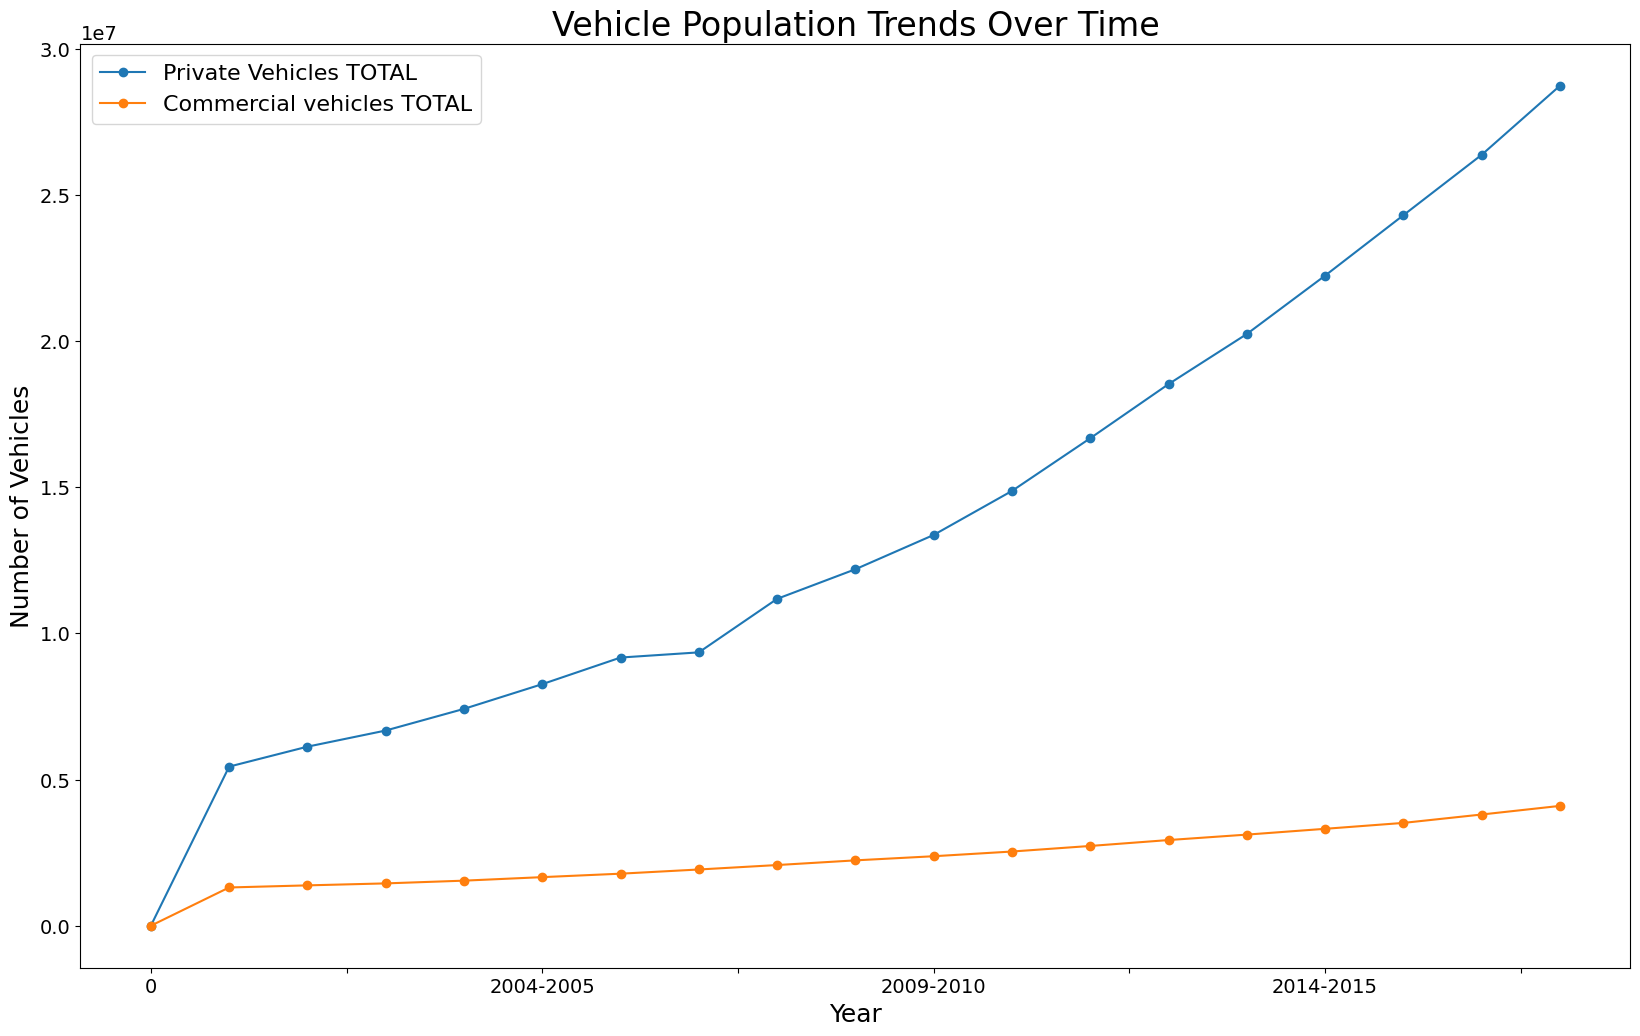 Vehicle Population Trends Over Time
1e7
Private Vehicles TOTAL
Commercial vehicles TOTAL
3.0
2.5
2.0
1.5
1.0
0.5
0.0
Number of Vehicles
0 2004-2005 2009-2010 2014-2015
Year